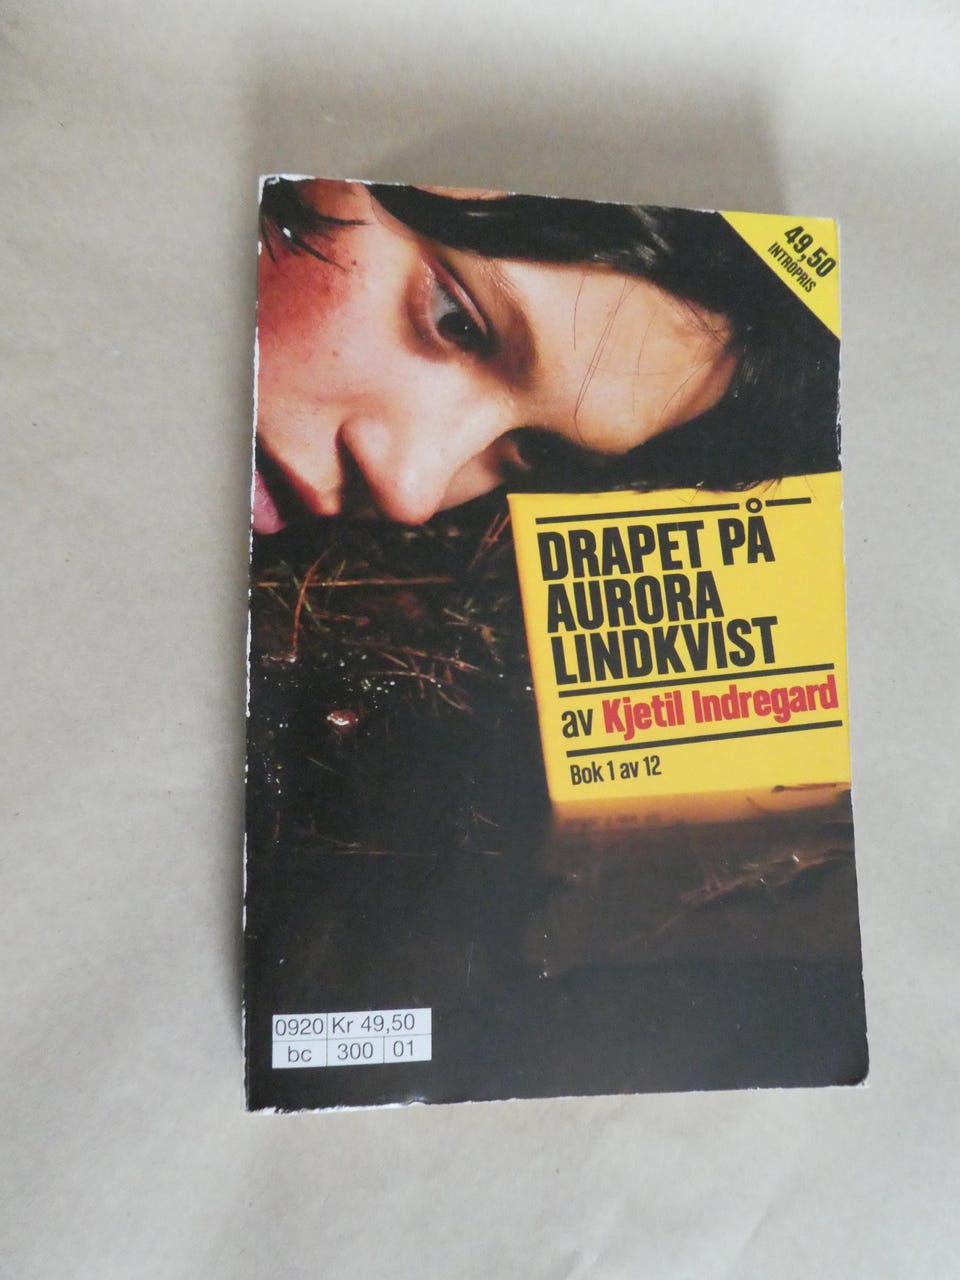 49,50
INTROPRIS
DRAPET PÅ
AURORA
LINDKVIST
av Kjetil Indregard
Bok 1 av 12
0920 Kr 49,50
bc 300 01